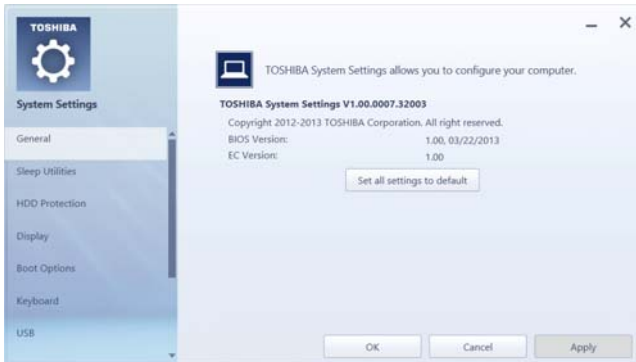 TOSHIBA
System Settings
General
Sleep Utilities
HDD Protection
Display
Boot Options
Keyboard
USB
TOSHIBA System Settings allows you to configure your computer.
TOSHIBA System Settings V1.00.0007.32003
Copyright 2012-2013 TOSHIBA Corporation. All right reserved.
BIOS Version: 1.00, 03/22/2013
EC Version: 1.00
Set all settings to default
OK Cancel Apply